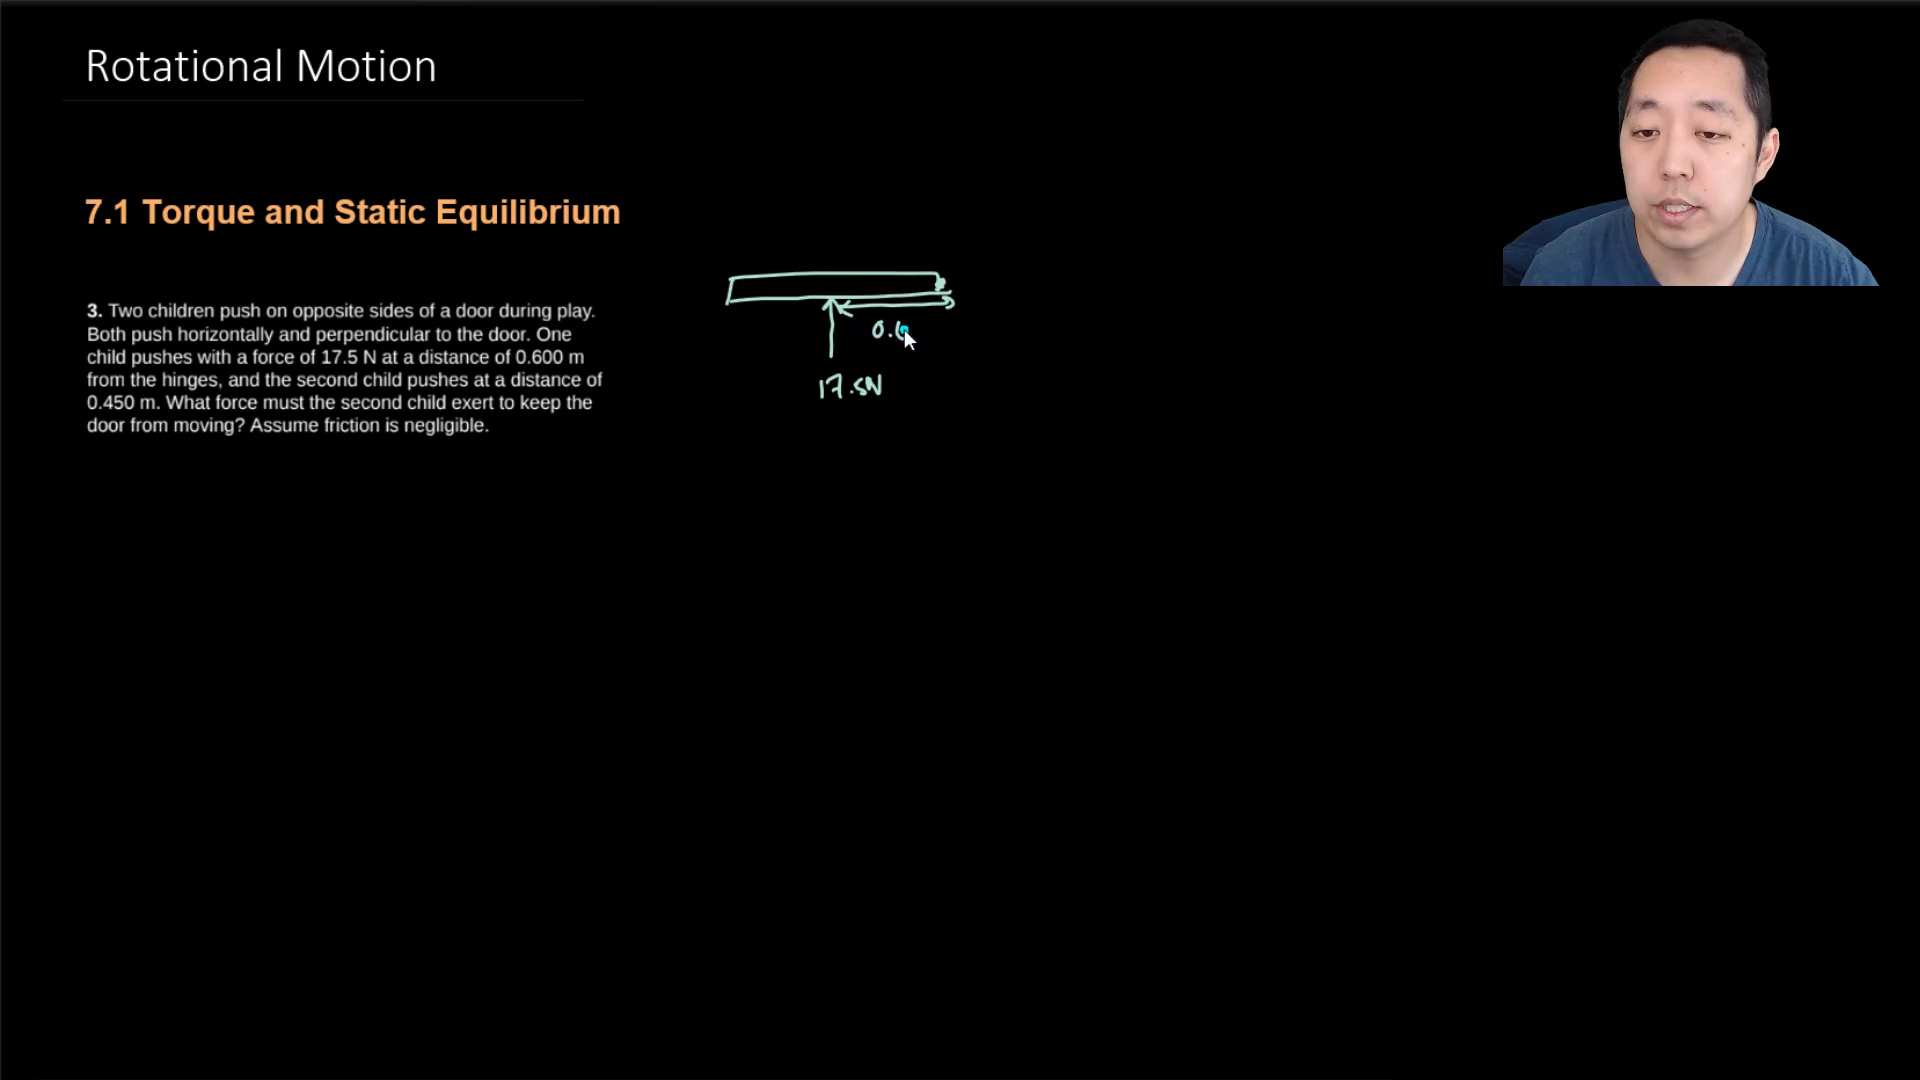 Rotational Motion
7.1 Torque and Static Equilibrium
3. Two children push on opposite sides of a door during play.
Both push horizontally and perpendicular to the door. One
child pushes with a force of 17.5 N at a distance of 0.600 m
from the hinges, and the second child pushes at a distance of
0.450 m. What force must the second child exert to keep the
door from moving? Assume friction is negligible.
0.6
17.5N